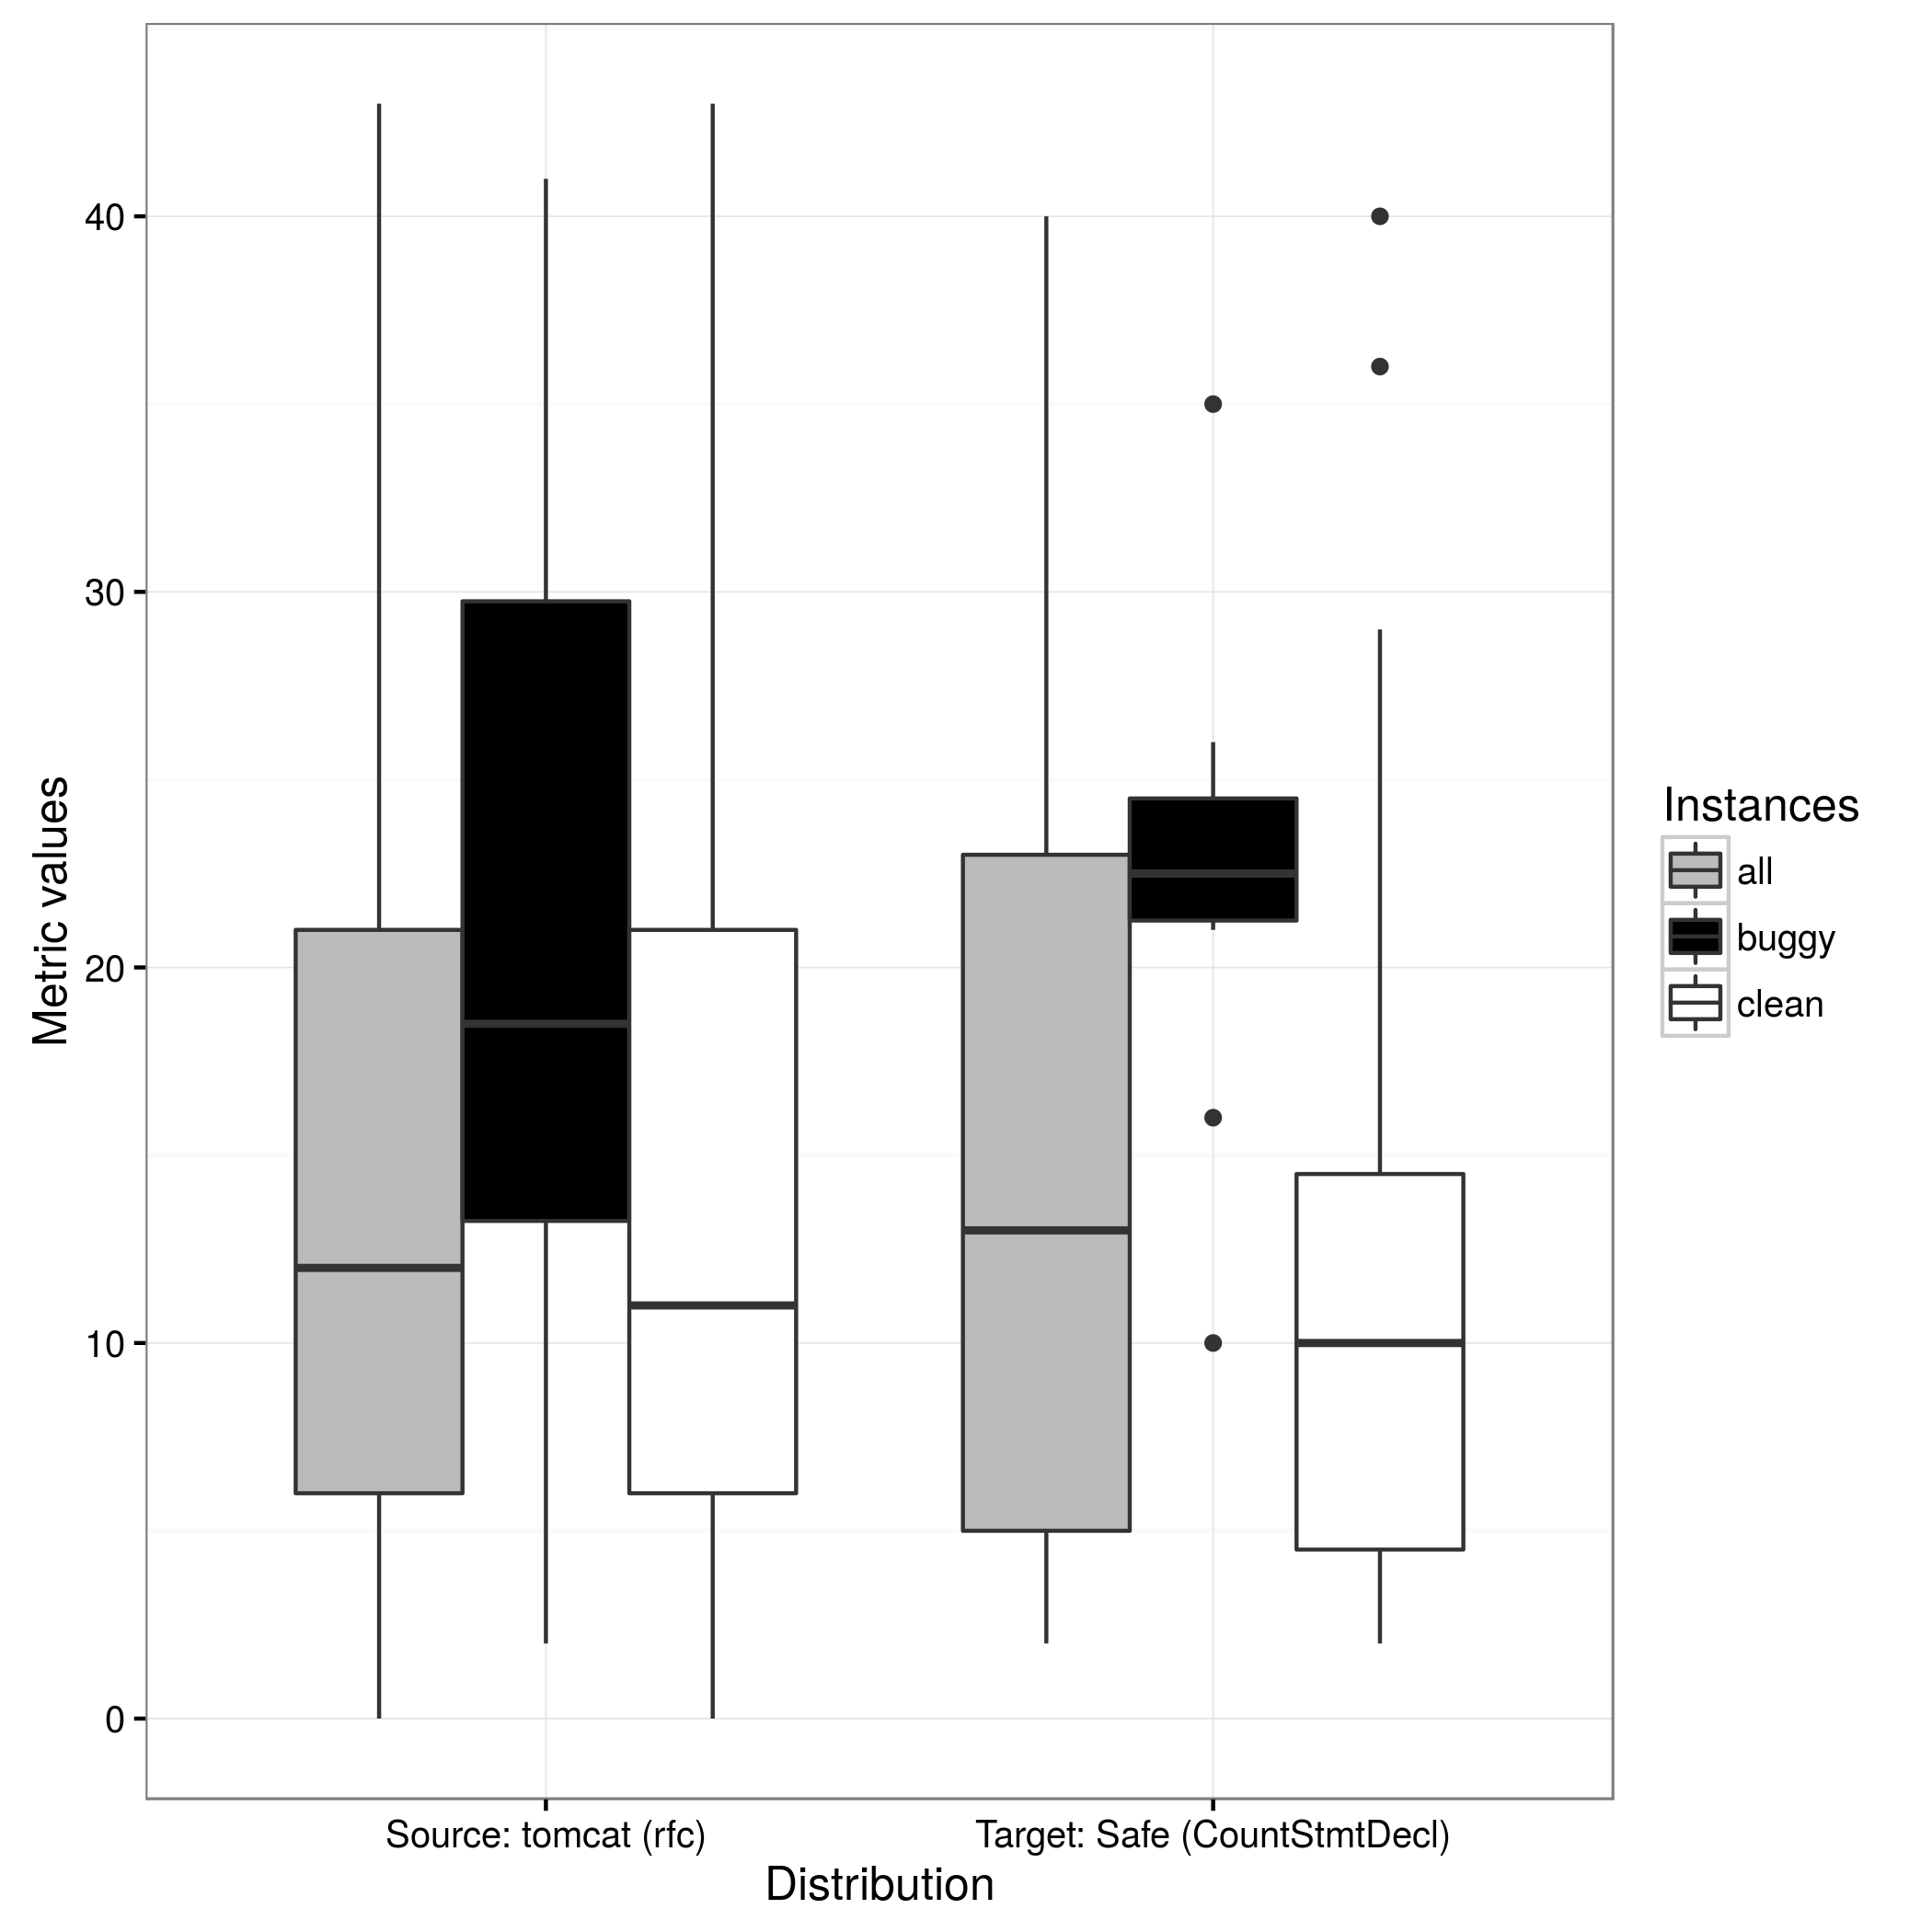 Metric values
40
30
20
10
0
Source: tomcat (rfc)
Target: Safe (CountStmtDecl)
Distribution
Instances
all
buggy
clean